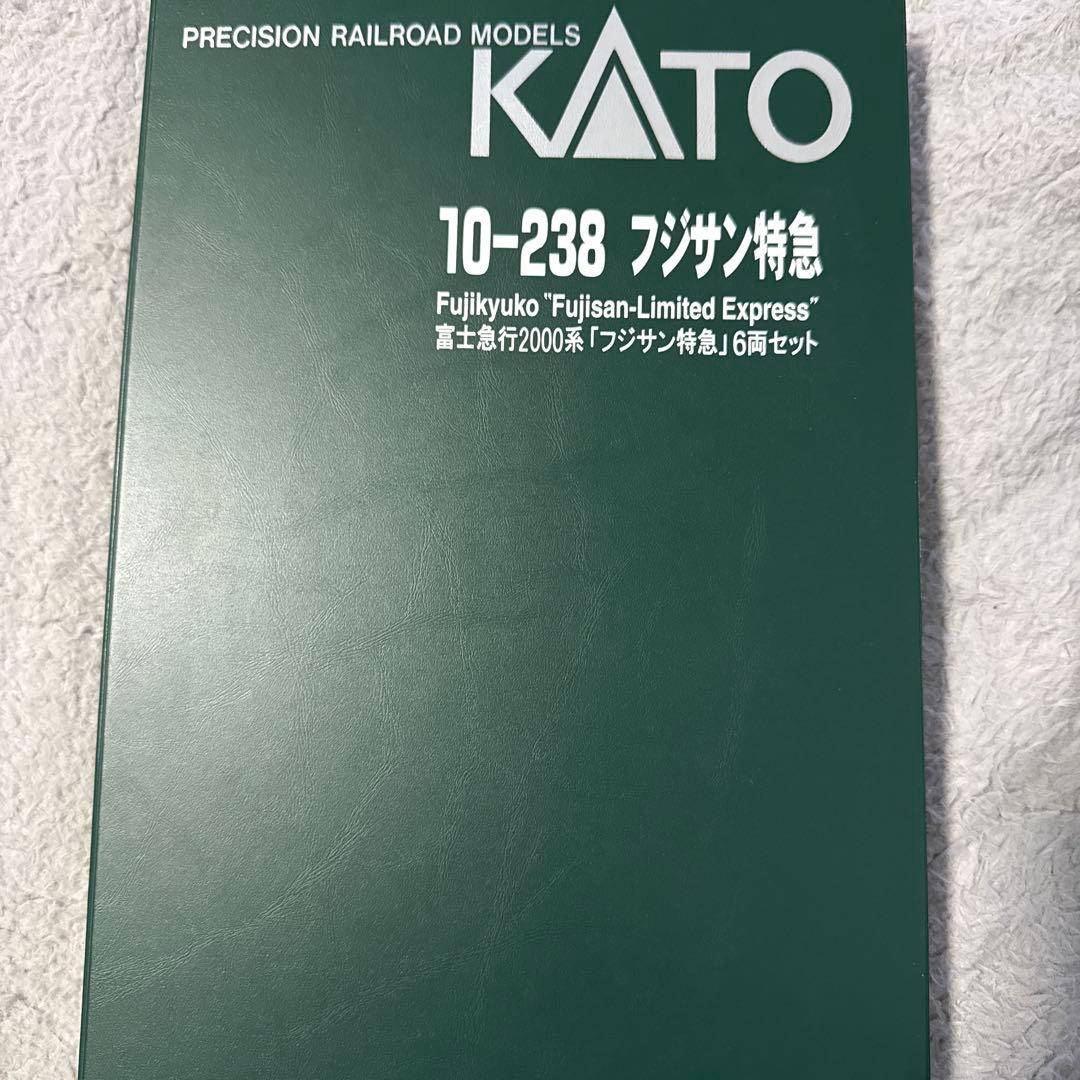 PRECISION RAILROAD MODELS
KATO
10-238 フジサン特急
Fujikyuko "Fujisan-Limited Express"
富士急行2000系「フジサン特急」6両セット